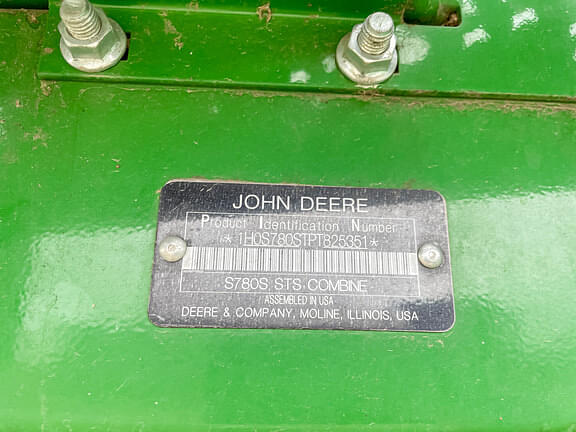 JOHN DEERE
Product Identification Number
*1H0S780STPT825351*
S780S, STS COMBINE
ASSEMBLED IN USA
DEERE & COMPANY, MOLINE, ILLINOIS, USA